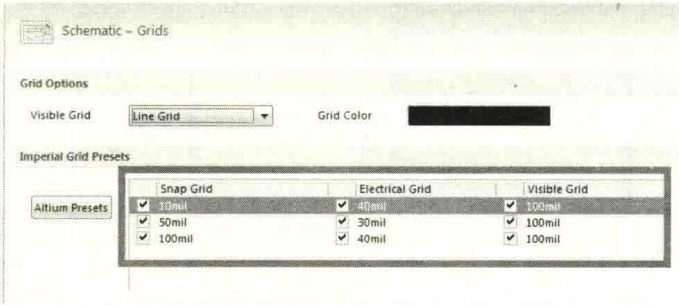 Schematic – Grids
Grid Options
Visible Grid Line Grid Grid Color
Imperial Grid Presets
Altium Presets
Snap Grid Electrical Grid Visible Grid
10mil 40mil 100mil
50mil 30mil 100mil
100mil 40mil 100mil